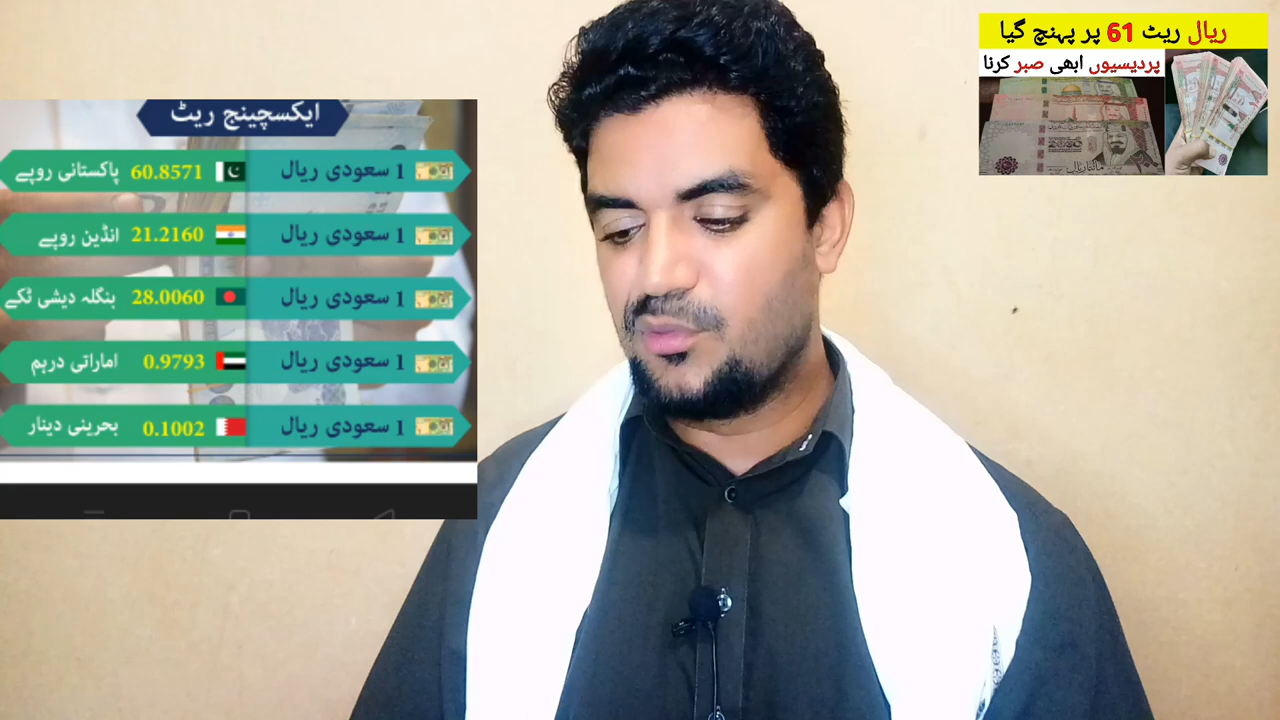 ریال ریٹ 61 پر پہنچ گیا
پردیسیوں ابھی صبر کرنا
ایکسچینج ریٹ
1 سعودی ریال 60.8571 پاکستانی روپے
1 سعودی ریال 21.2160 انڈین روپے
1 سعودی ریال 28.0060 بنگلہ دیشی ٹکے
1 سعودی ریال 0.9793 اماراتی درہم
1 سعودی ریال 0.1002 بحرینی دینار